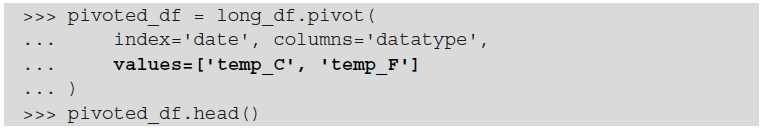 >>> pivoted_df = long_df.pivot(
...     index='date', columns='datatype',
...     values=['temp_C', 'temp_F']
... )
>>> pivoted_df.head()